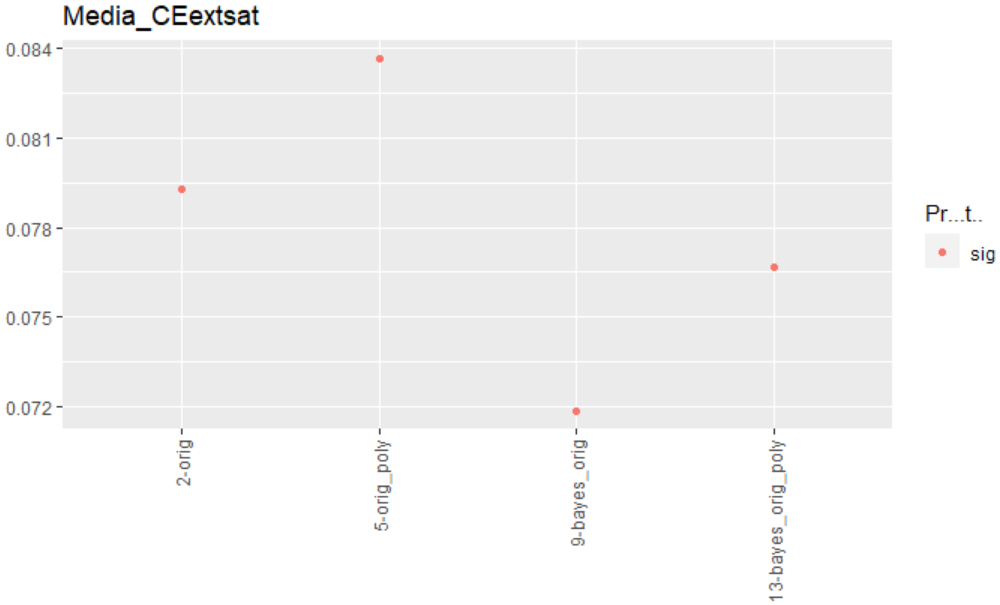 Media_CEextsat
0.084
0.081
0.078
0.075
0.072
2-orig
5-orig_poly
9-bayes_orig
13-bayes_orig_poly
Pr...t..
sig